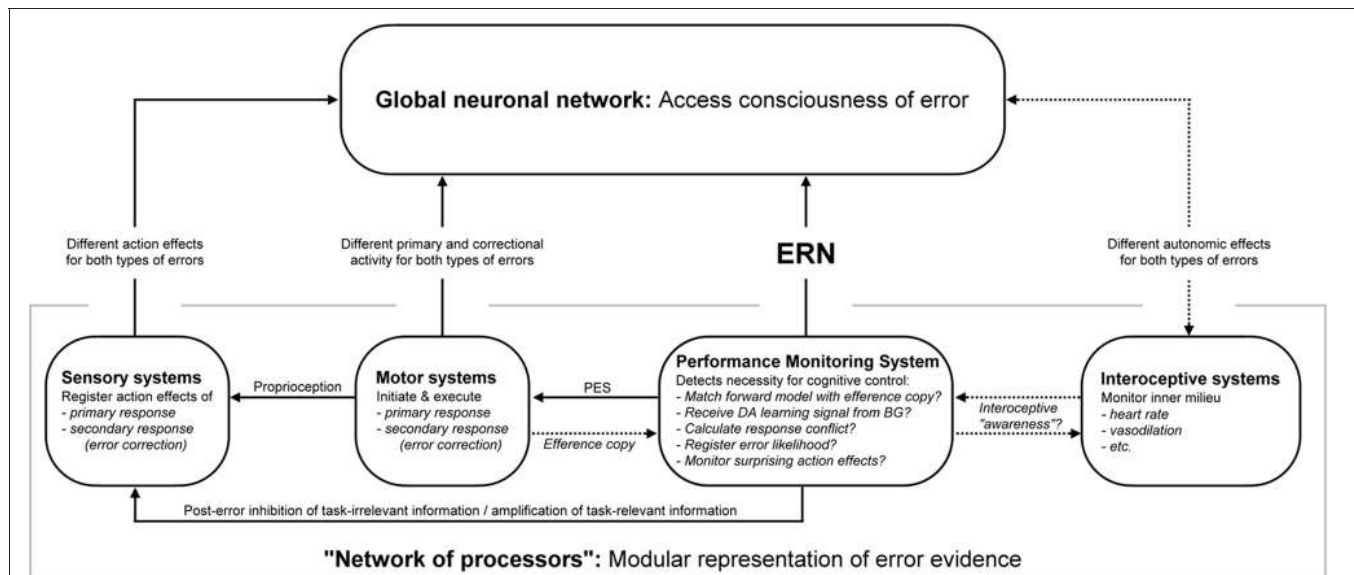 Global neuronal network: Access consciousness of error
Different action effects
for both types of errors
Different primary and correctional
activity for both types of errors
ERN
Different autonomic effects
for both types of errors
Sensory systems
Register action effects of
- primary response
- secondary response
(error correction)
Proprioception
Motor systems
Initiate & execute
- primary response
- secondary response
(error correction)
PES
Efference copy
Performance Monitoring System
Detects necessity for cognitive control:
- Match forward model with efference copy?
- Receive DA learning signal from BG?
- Calculate response conflict?
- Register error likelihood?
- Monitor surprising action effects?
Interoceptive
"awareness"?
Interoceptive systems
Monitor inner milieu
- heart rate
- vasodilation
- etc.
Post-error inhibition of task-irrelevant information / amplification of task-relevant information
"Network of processors": Modular representation of error evidence